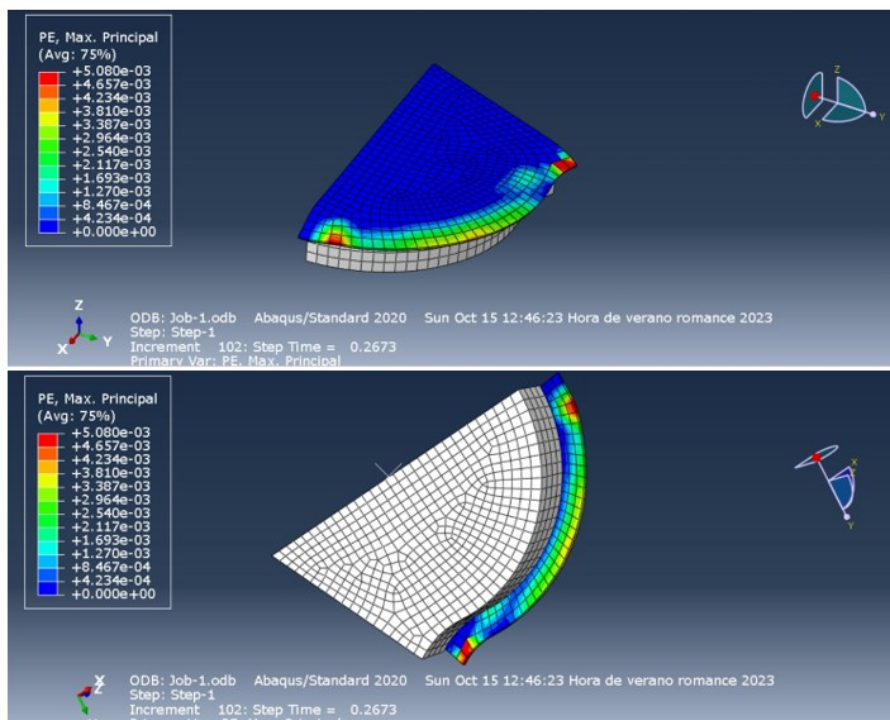 PE, Max. Principal
(Avg: 75%)
+5.080e-03
+4.657e-03
+4.234e-03
+3.810e-03
+3.387e-03
+2.964e-03
+2.540e-03
+2.117e-03
+1.693e-03
+1.270e-03
+8.467e-04
+4.234e-04
+0.000e+00
Z
X
Y
Z
X
Y
ODB: Job-1.odb Abaqus/Standard 2020 Sun Oct 15 12:46:23 Hora de verano romance 2023
Step: Step-1
Increment 102: Step Time = 0.2673
Primary Var: PE, Max. Principal
PE, Max. Principal
(Avg: 75%)
+5.080e-03
+4.657e-03
+4.234e-03
+3.810e-03
+3.387e-03
+2.964e-03
+2.540e-03
+2.117e-03
+1.693e-03
+1.270e-03
+8.467e-04
+4.234e-04
+0.000e+00
X
Y
X
Z
ODB: Job-1.odb Abaqus/Standard 2020 Sun Oct 15 12:46:23 Hora de verano romance 2023
Step: Step-1
Increment 102: Step Time = 0.2673